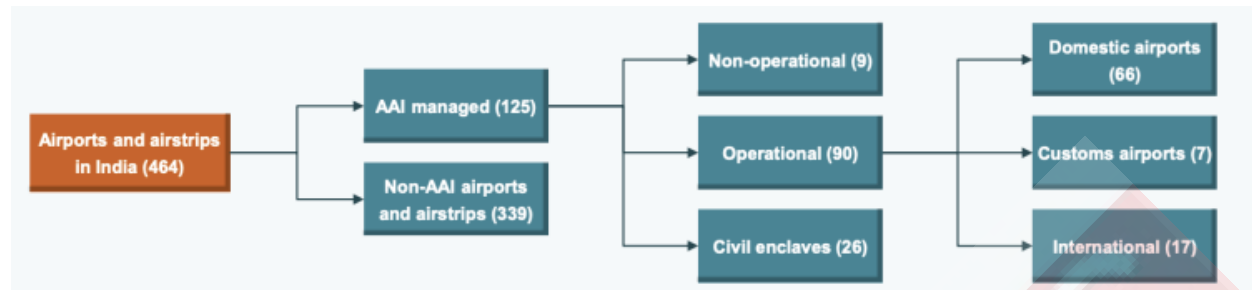 Airports and airstrips
in India (464)
AAI managed (125)
Non-AAI airports
and airstrips (339)
Non-operational (9)
Operational (90)
Civil enclaves (26)
Domestic airports
(66)
Customs airports (7)
International (17)